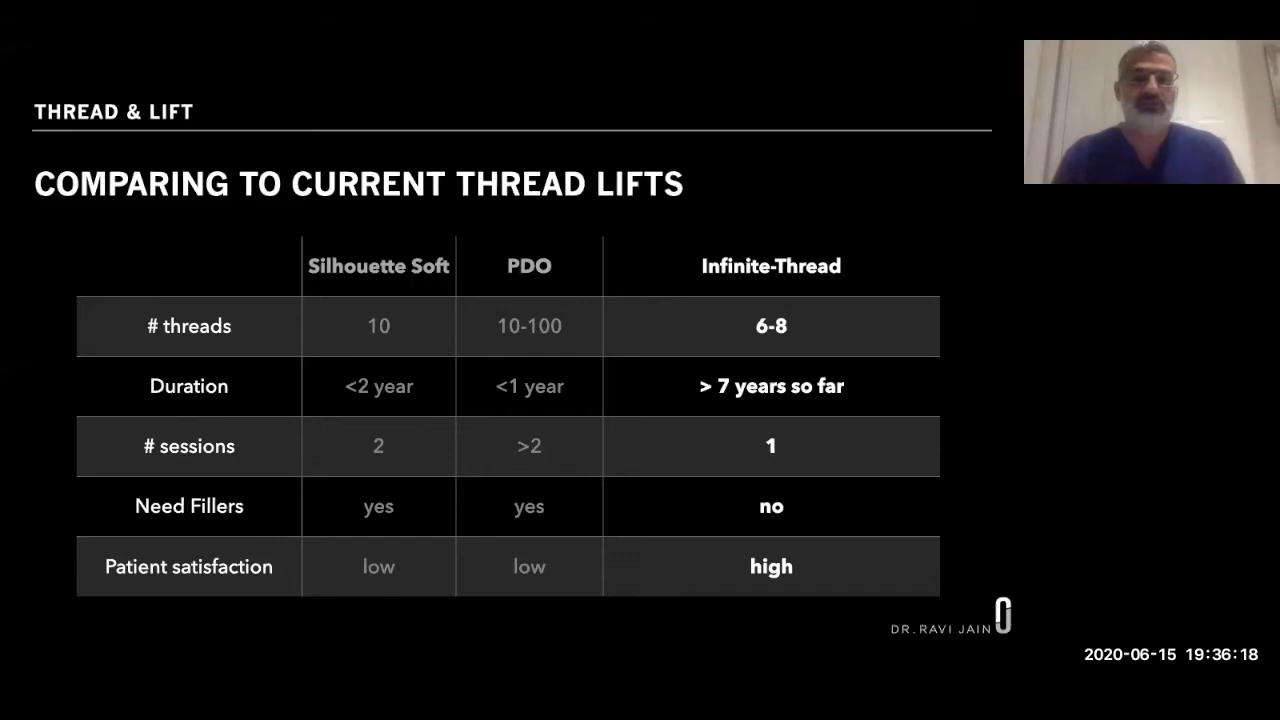 THREAD & LIFT
COMPARING TO CURRENT THREAD LIFTS
Silhouette Soft PDO Infinite-Thread
# threads 10 10-100 6-8
Duration <2 year <1 year > 7 years so far
# sessions 2 >2 1
Need Fillers yes yes no
Patient satisfaction low low high
DR. RAVI JAIN
2020-06-15 19:36:18